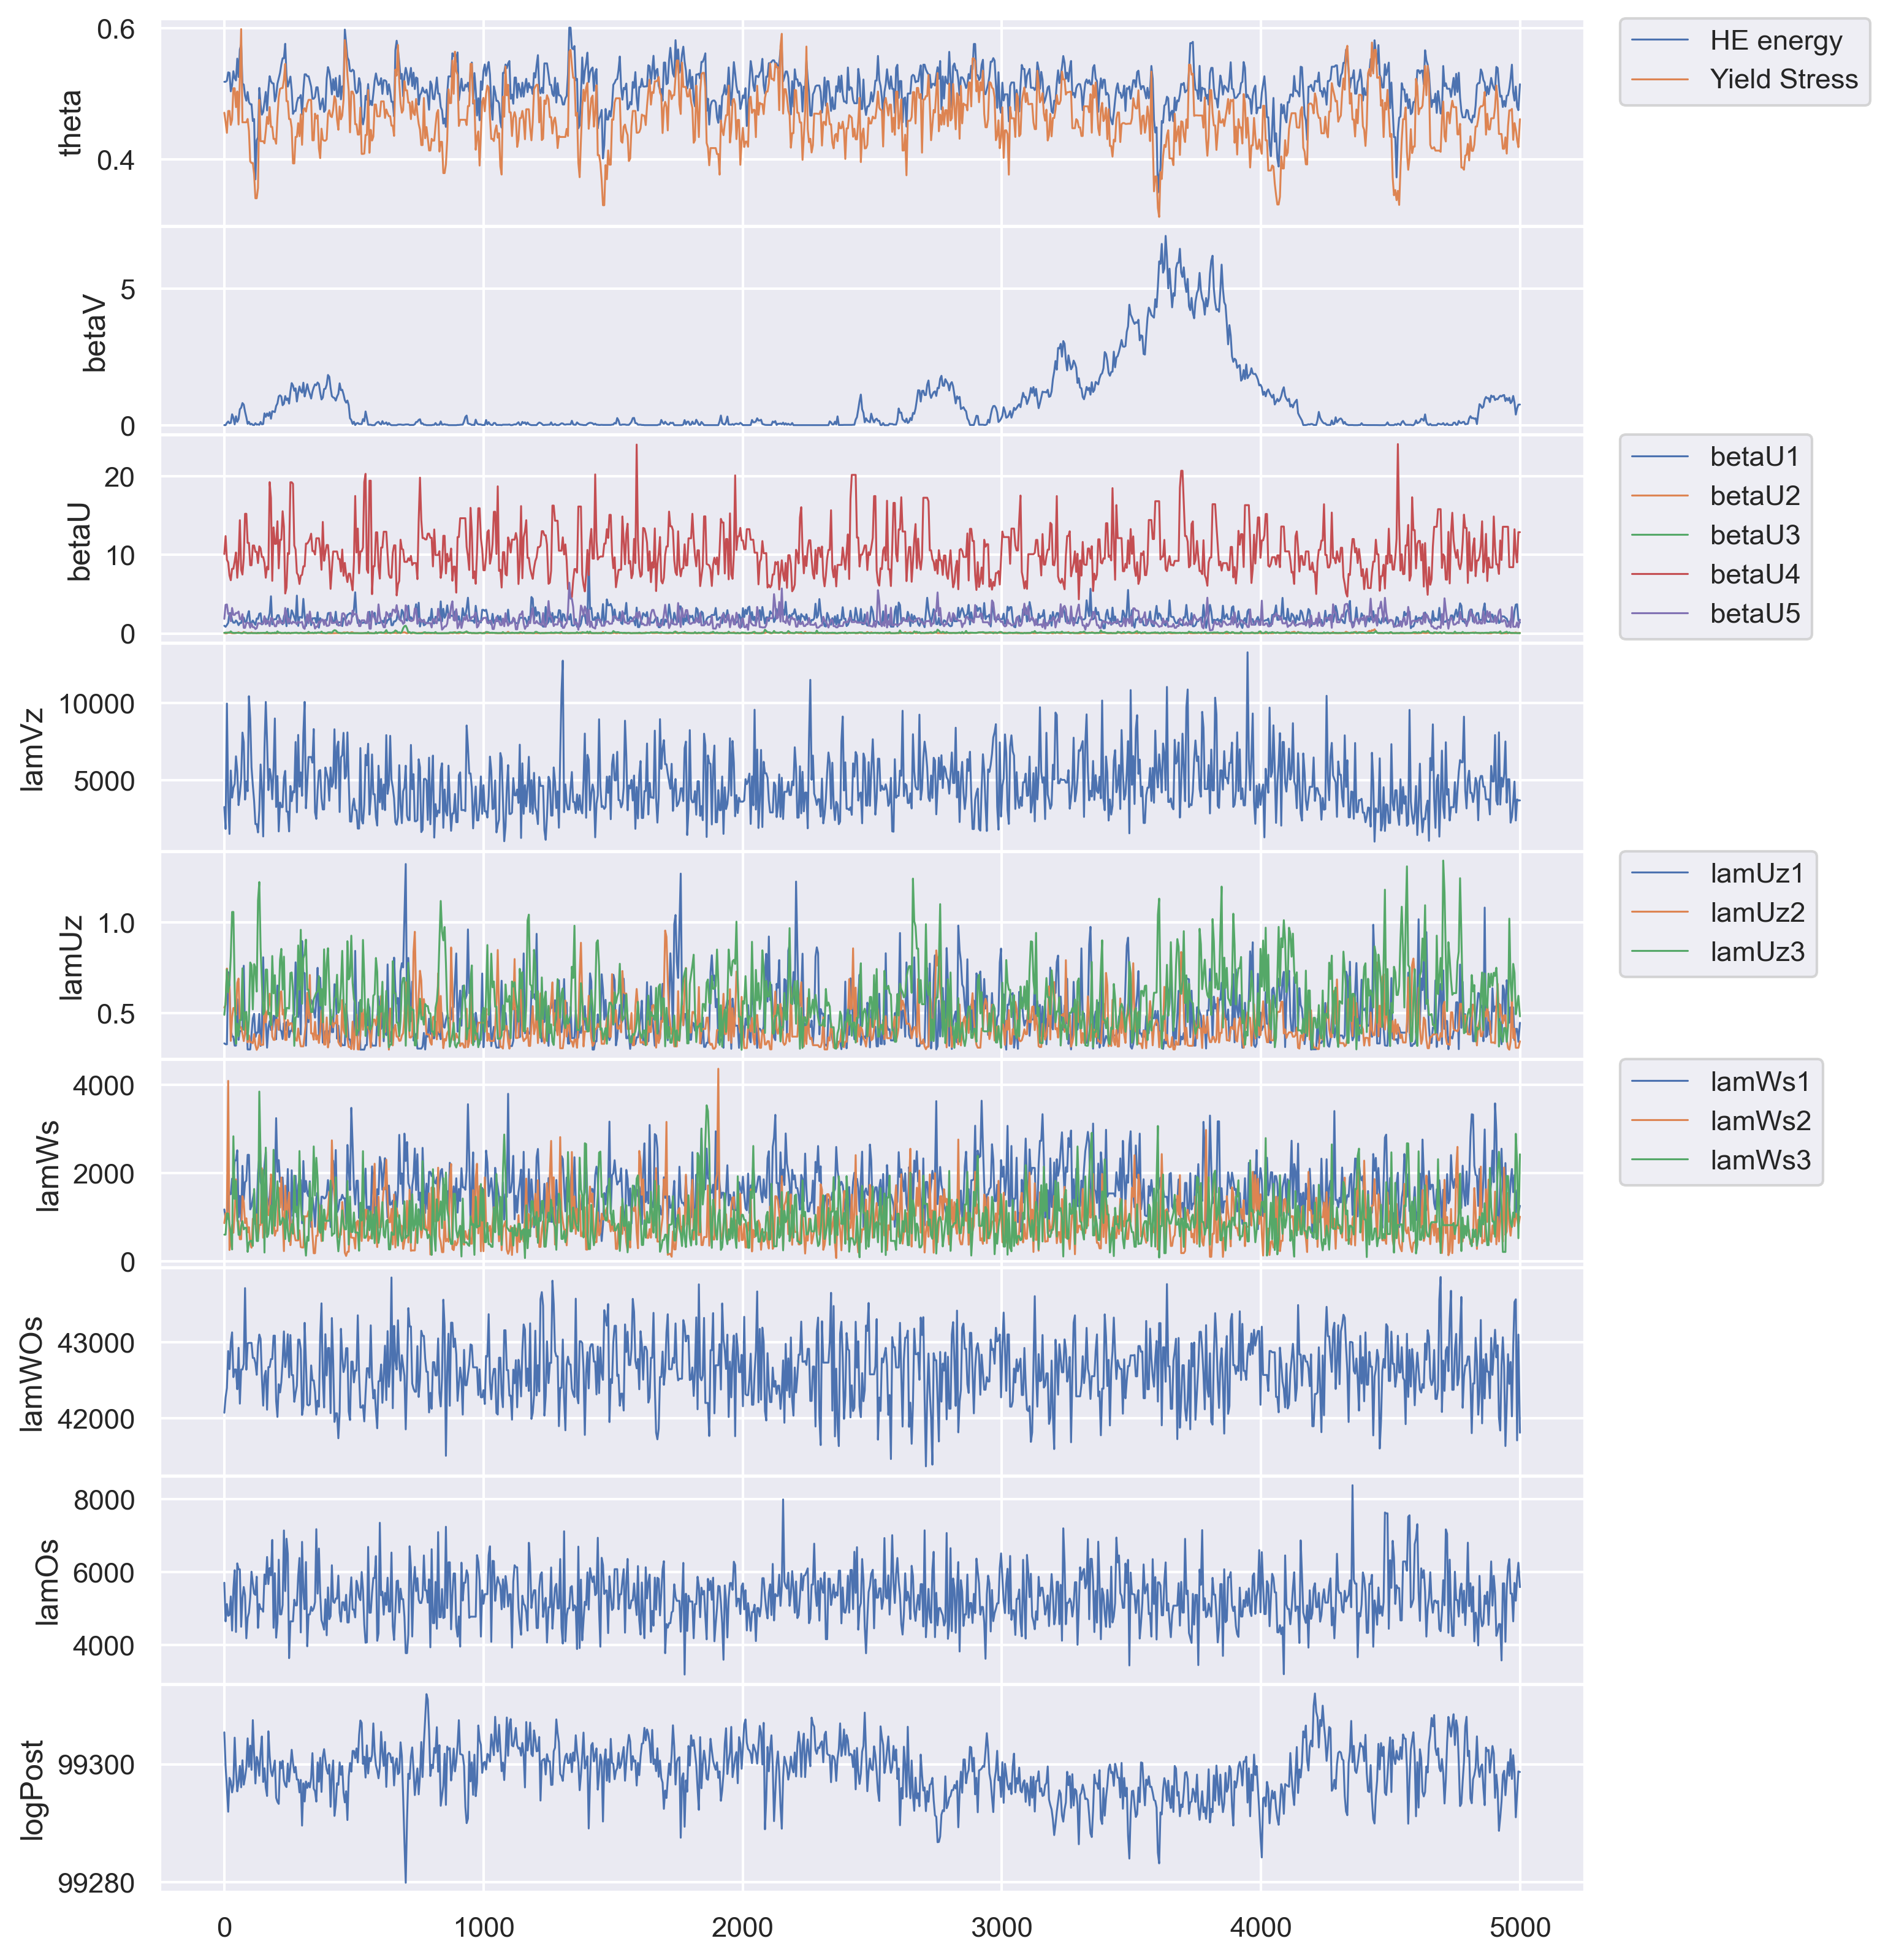 0.6
0.4
theta
HE energy
Yield Stress
5
0
betaV
20
10
0
betaU
betaU1
betaU2
betaU3
betaU4
betaU5
10000
5000
lamVz
1.0
0.5
lamUz
lamUz1
lamUz2
lamUz3
4000
2000
0
lamWs
lamWs1
lamWs2
lamWs3
43000
42000
lamWOs
8000
6000
4000
lamOs
99300
99280
logPost
0 1000 2000 3000 4000 5000